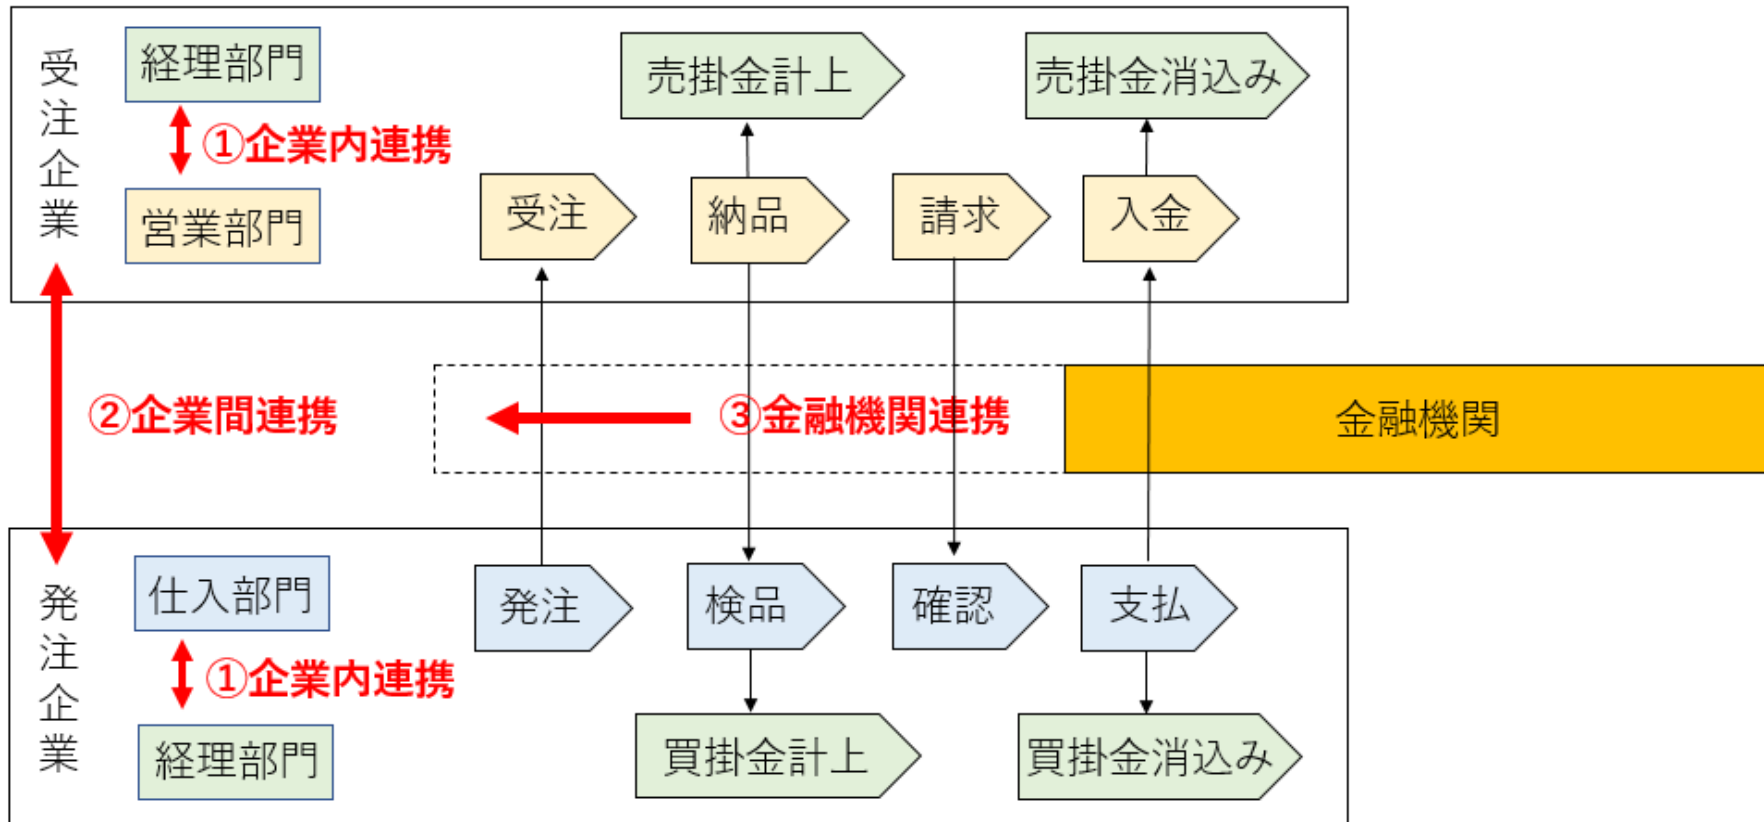 受注企業
経理部門
①企業内連携
営業部門
売掛金計上
売掛金消込み
受注
納品
請求
入金
②企業間連携
③金融機関連携
金融機関
発注企業
仕入部門
①企業内連携
経理部門
発注
検品
確認
支払
買掛金計上
買掛金消込み